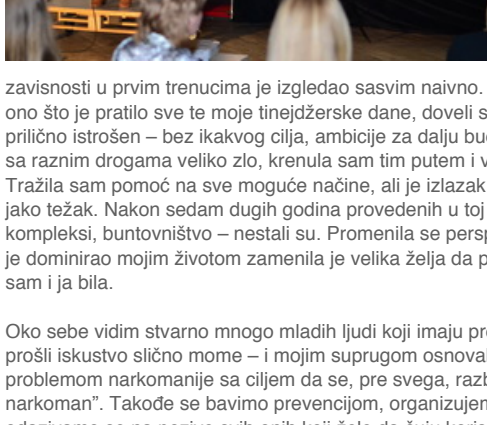 zavisnosti u prvim trenucima je izgledao sasvim naivno.
ono što je pratilo sve te moje tinejdžerske dane, doveli s
prilično istrošen – bez ikakvog cilja, ambicije za dalju bu
sa raznim drogama veliko zlo, krenula sam tim putem i v
Tražila sam pomoć na sve moguće načine, ali je izlazak
jako težak. Nakon sedam dugih godina provedenih u toj
kompleksi, buntovništvo – nestali su. Promenila se persp
je dominirao mojim životom zamenila je velika želja da p
sam i ja bila.
Oko sebe vidim stvarno mnogo mladih ljudi koji imaju pr
prošli iskustvo slično mome – i mojim suprugom osnoval
problemom narkomanije sa ciljem da se, pre svega, razb
narkoman”. Takođe se bavimo prevencijom, organizujem